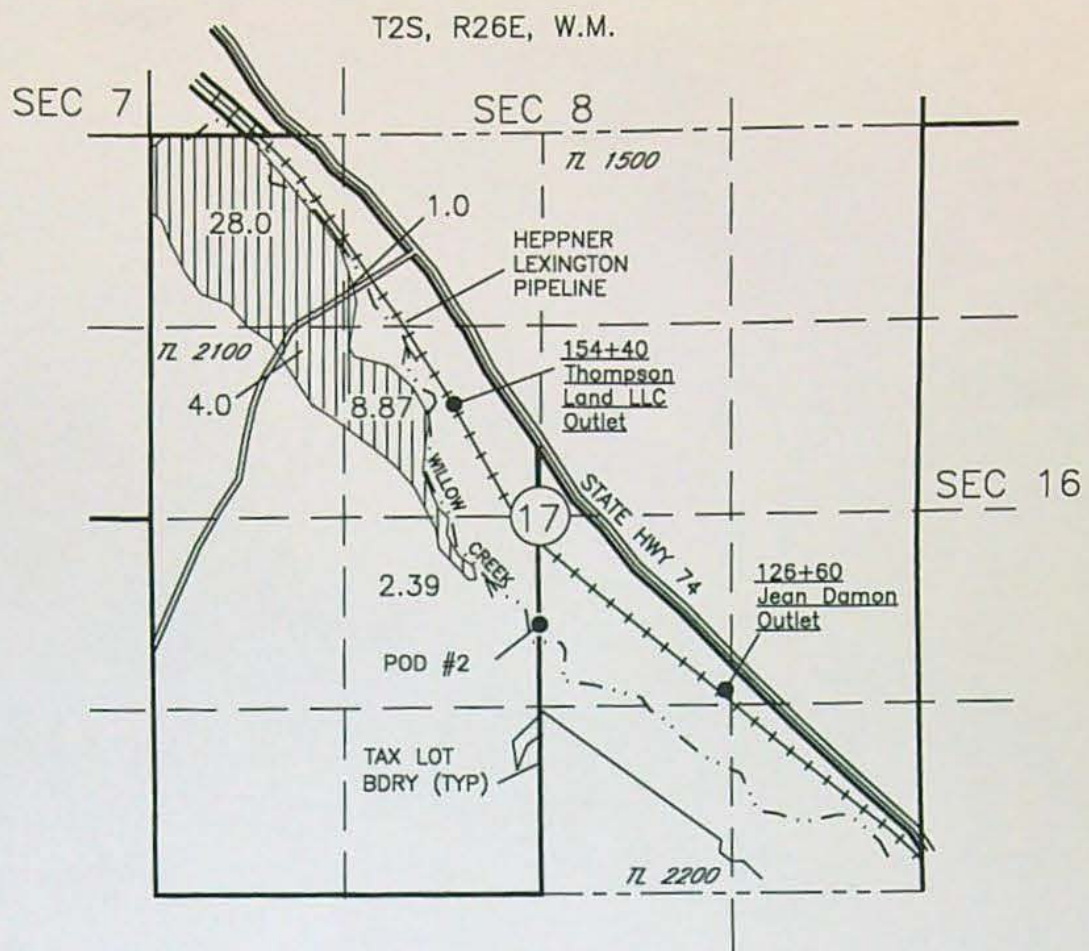 T2S, R26E, W.M.
SEC 7
SEC 8
TL 1500
28.0
1.0
HEPPNER
LEXINGTON
PIPELINE
TL 2100
154+40
Thompson
Land LLC
Outlet
4.0
8.87
WILLOW
CREEK
17
STATE HWY 74
SEC 16
2.39
126+60
Jean Damon
Outlet
POD #2
TAX LOT
BDRY (TYP)
TL 2200